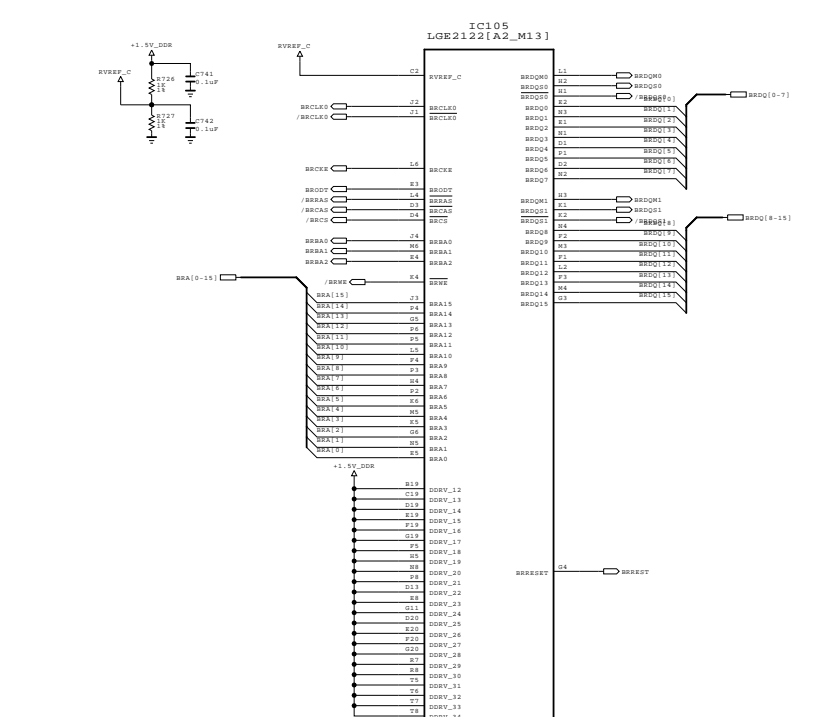 IC105
LGE2122[A2_M13]
+1.5V_DDR
RVREF_C
R726
1K
1%
C741
0.1uF
R727
1K
1%
C742
0.1uF
RVREF_C
C2 RVREF_C
BRCLK0 J2 BRCLK0
/BRCLK0 J1 BRCLK0
BRCKE L6 BRCKE
BRODT E3 BRODT
/BRRAS L4 BRRAS
/BRCAS D3 BRCAS
/BRCS D4 BRCS
BRBA0 J4 BRBA0
BRBA1 M6 BRBA1
BRBA2 E4 BRBA2
/BRWE K4 BRWE
BRA[0-15]
BRA[15] J3 BRA15
BRA[14] P4 BRA14
BRA[13] G5 BRA13
BRA[12] P6 BRA12
BRA[11] P5 BRA11
BRA[10] L5 BRA10
BRA[9] F4 BRA9
BRA[8] P3 BRA8
BRA[7] H4 BRA7
BRA[6] P2 BRA6
BRA[5] K6 BRA5
BRA[4] M5 BRA4
BRA[3] K5 BRA3
BRA[2] G6 BRA2
BRA[1] N5 BRA1
BRA[0] E5 BRA0
+1.5V_DDR
B19 DDRV_12
C19 DDRV_13
D19 DDRV_14
E19 DDRV_15
F19 DDRV_16
G19 DDRV_17
F5 DDRV_18
H5 DDRV_19
N8 DDRV_20
P8 DDRV_21
D13 DDRV_22
E8 DDRV_23
G11 DDRV_24
D20 DDRV_25
E20 DDRV_26
F20 DDRV_27
G20 DDRV_28
R7 DDRV_29
R8 DDRV_30
T5 DDRV_31
T6 DDRV_32
T7 DDRV_33
T8
BRDQM0 L1 BRDQM0
BRDQS0 H2 BRDQS0
BRDQS0 H1 /BRDQS0
BRDQ0 E2 BRDQ[0]
BRDQ1 N3 BRDQ[1]
BRDQ2 E1 BRDQ[2]
BRDQ3 N1 BRDQ[3]
BRDQ4 D1 BRDQ[4]
BRDQ5 P1 BRDQ[5]
BRDQ6 D2 BRDQ[6]
BRDQ7 N2 BRDQ[7]
BRDQ[0-7]
BRDQM1 H3 BRDQM1
BRDQS1 K1 BRDQS1
BRDQS1 K2 /BRDQS1
BRDQ8 N4 BRDQ[8]
BRDQ9 F2 BRDQ[9]
BRDQ10 M3 BRDQ[10]
BRDQ11 F1 BRDQ[11]
BRDQ12 L2 BRDQ[12]
BRDQ13 F3 BRDQ[13]
BRDQ14 M4 BRDQ[14]
BRDQ15 G3 BRDQ[15]
BRDQ[8-15]
BRRESET G4 BRREST